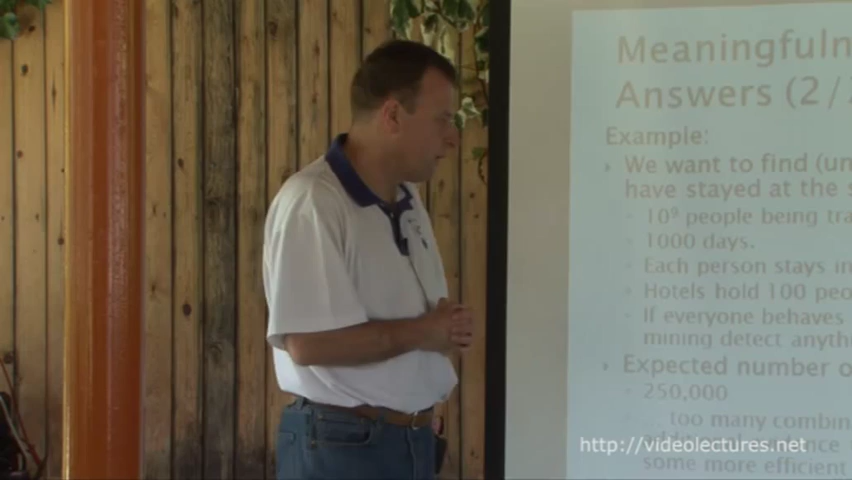 Meaningfuln
Answers (2/2
Example:
We want to find (un
have stayed at the s
10⁹ people being tra
1000 days.
Each person stays in
Hotels hold 100 peo
If everyone behaves
mining detect anyth
Expected number o
250,000
... too many combin
some more efficient
http://videolectures.net